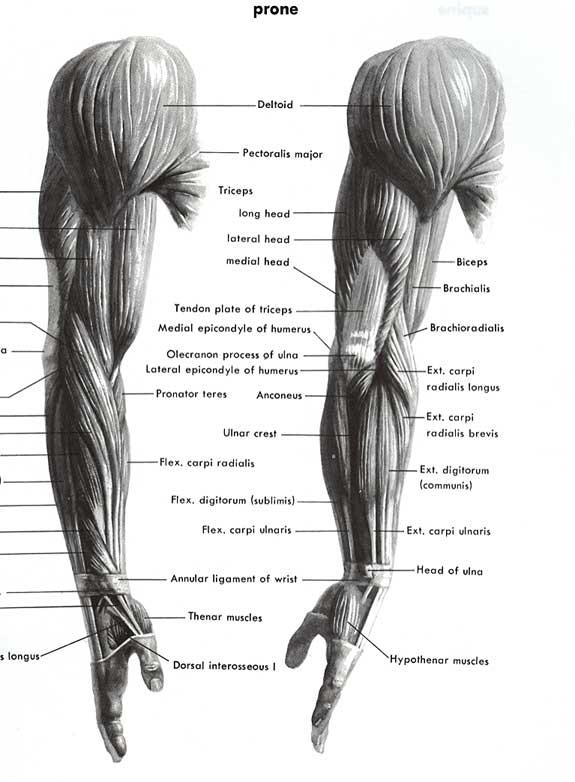 prone
Deltoid
Pectoralis major
Triceps
long head
lateral head
medial head
Biceps
Brachialis
Tendon plate of triceps
Medial epicondyle of humerus
Brachioradialis
a
Olecranon process of ulna
Lateral epicondyle of humerus
Ext. carpi
radialis longus
Pronator teres
Anconeus
Ext. carpi
radialis brevis
Ulnar crest
Flex. carpi radialis
Ext. digitorum
(communis)
Flex. digitorum (sublimis)
Flex. carpi ulnaris
Ext. carpi ulnaris
Head of ulna
Annular ligament of wrist
Thenar muscles
s longus
Dorsal interosseous I
Hypothenar muscles